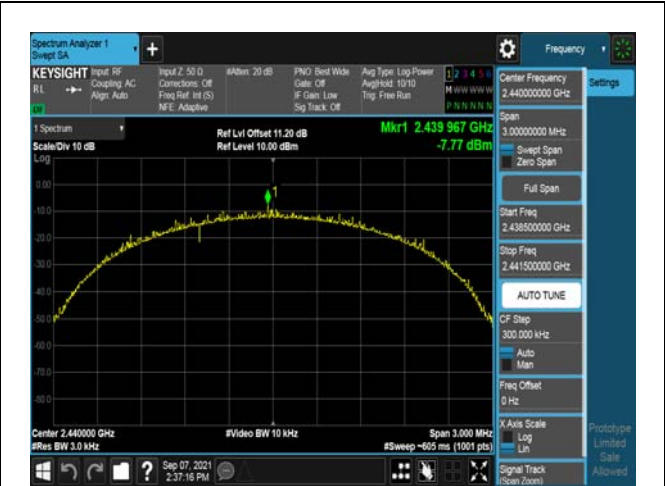 Spectrum Analyzer 1
Swept SA
Frequency
KEYSIGHT
RL
Input: RF
Coupling: AC
Align: Auto
Input Z: 50 Ω
Corrections: Off
Freq Ref: Int (S)
NFE: Adaptive
#Atten: 20 dB
PNO: Best Wide
Gate: Off
IF Gain: Low
Sig Track: Off
Avg Type: Log-Power
Avg|Hold: 10/10
Trig: Free Run
1 2 3 4 5 6
M W W W W W
P N N N N N
1 Spectrum
Scale/Div 10 dB
Log
Ref Lvl Offset 11.20 dB
Ref Level 10.00 dBm
Mkr1 2.439 967 GHz
-7.77 dBm
1
0.00
-10.0
-20.0
-30.0
-40.0
-50.0
-60.0
-70.0
-80.0
Center 2.440000 GHz
#Res BW 3.0 kHz
#Video BW 10 kHz
Span 3.000 MHz
#Sweep ~605 ms (1001 pts)
Center Frequency
2.440000000 GHz
Settings
Span
3.00000000 MHz
Swept Span
Zero Span
Full Span
Start Freq
2.438500000 GHz
Stop Freq
2.441500000 GHz
AUTO TUNE
CF Step
300.000 kHz
Auto
Man
Freq Offset
0 Hz
X Axis Scale
Log
Lin
Signal Track
(Span Zoom)
Prototype
Limited
Sale
Allowed
?
Sep 07, 2021
2:37:16 PM